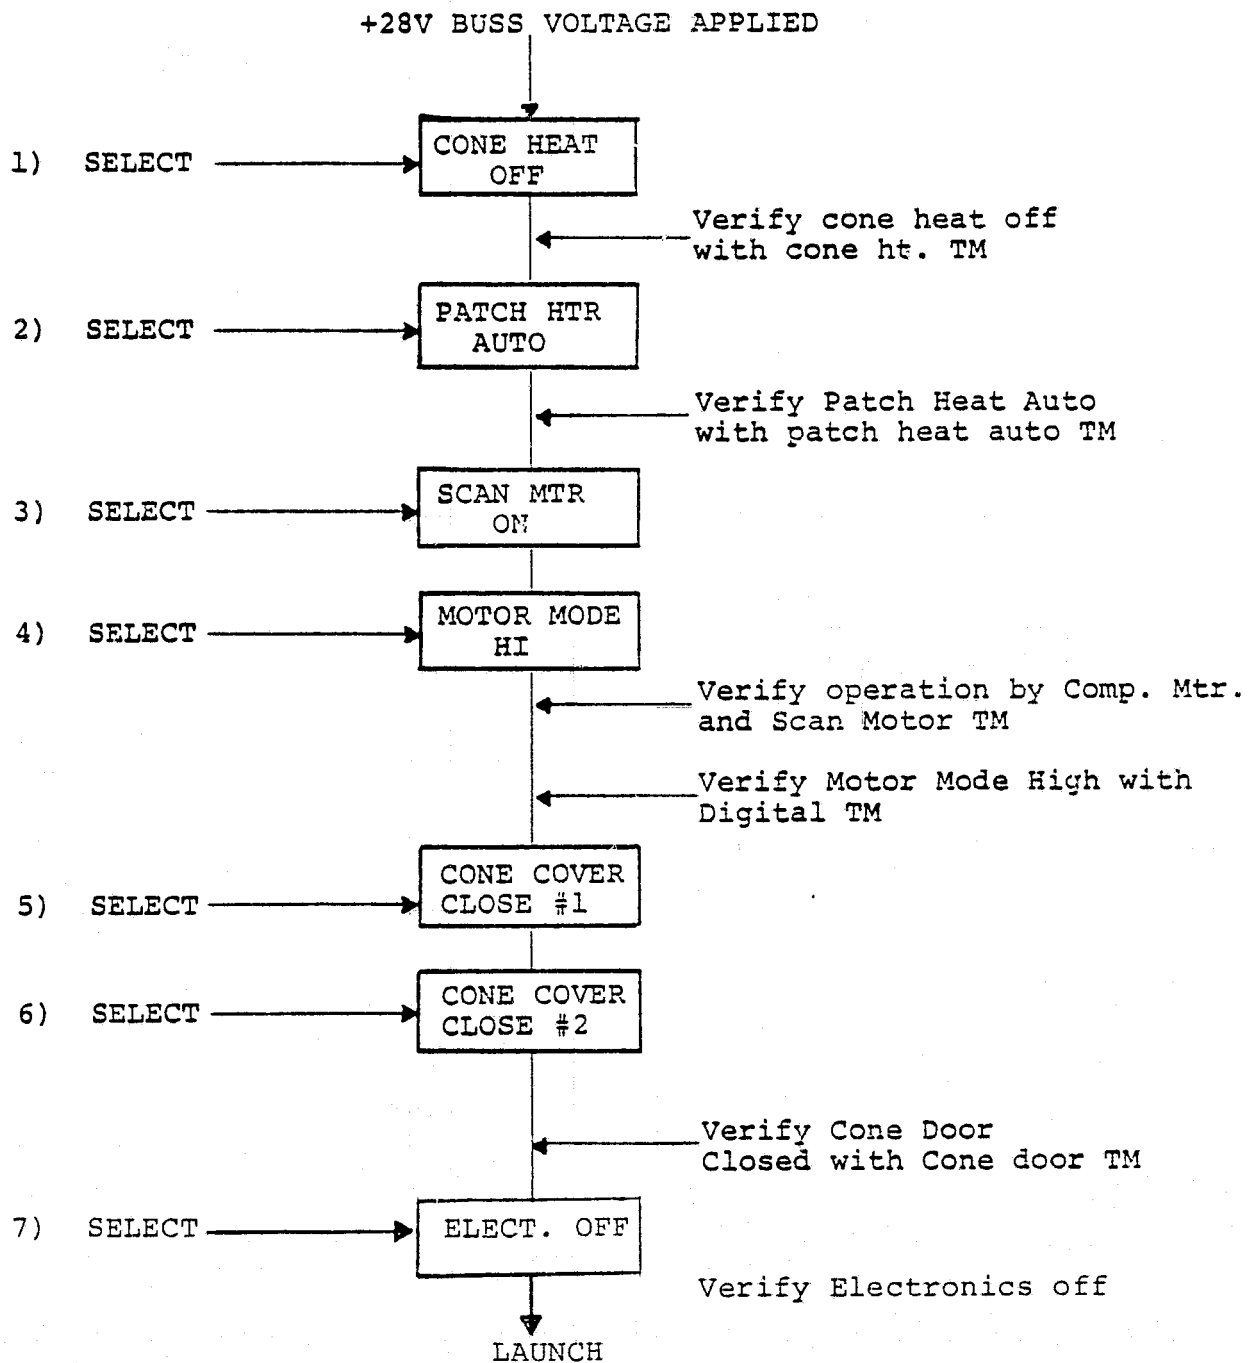 +28V BUSS VOLTAGE APPLIED
1) SELECT
CONE HEAT
OFF
Verify cone heat off
with cone ht. TM
2) SELECT
PATCH HTR
AUTO
Verify Patch Heat Auto
with patch heat auto TM
3) SELECT
SCAN MTR
ON
4) SELECT
MOTOR MODE
HI
Verify operation by Comp. Mtr.
and Scan Motor TM
Verify Motor Mode High with
Digital TM
5) SELECT
CONE COVER
CLOSE #1
6) SELECT
CONE COVER
CLOSE #2
Verify Cone Door
Closed with Cone door TM
7) SELECT
ELECT. OFF
Verify Electronics off
LAUNCH